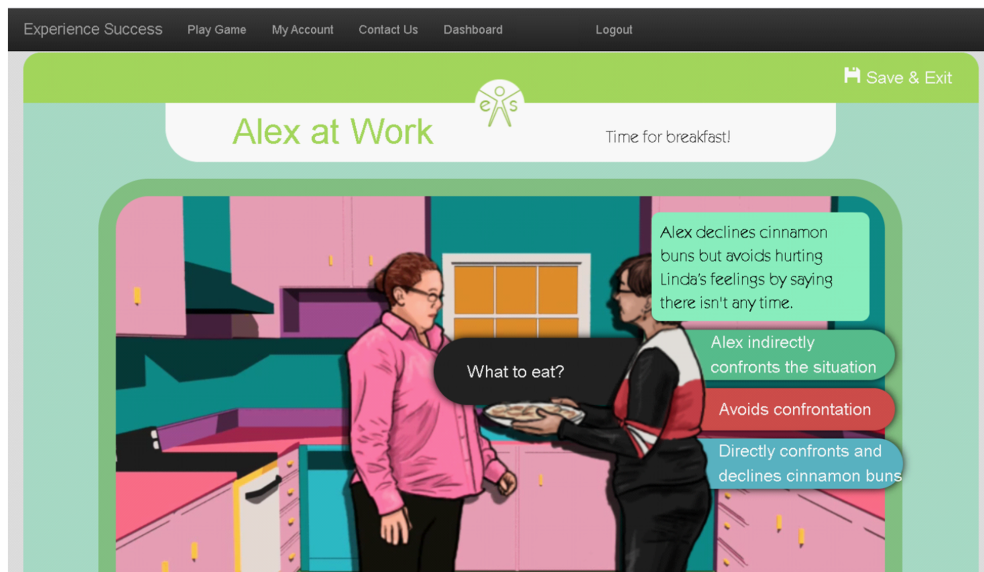 Experience Success Play Game My Account Contact Us Dashboard Logout
Save & Exit
e s
Alex at Work
Time for breakfast!
Alex declines cinnamon
buns but avoids hurting
Linda's feelings by saying
there isn't any time.
What to eat?
Alex indirectly
confronts the situation
Avoids confrontation
Directly confronts and
declines cinnamon buns